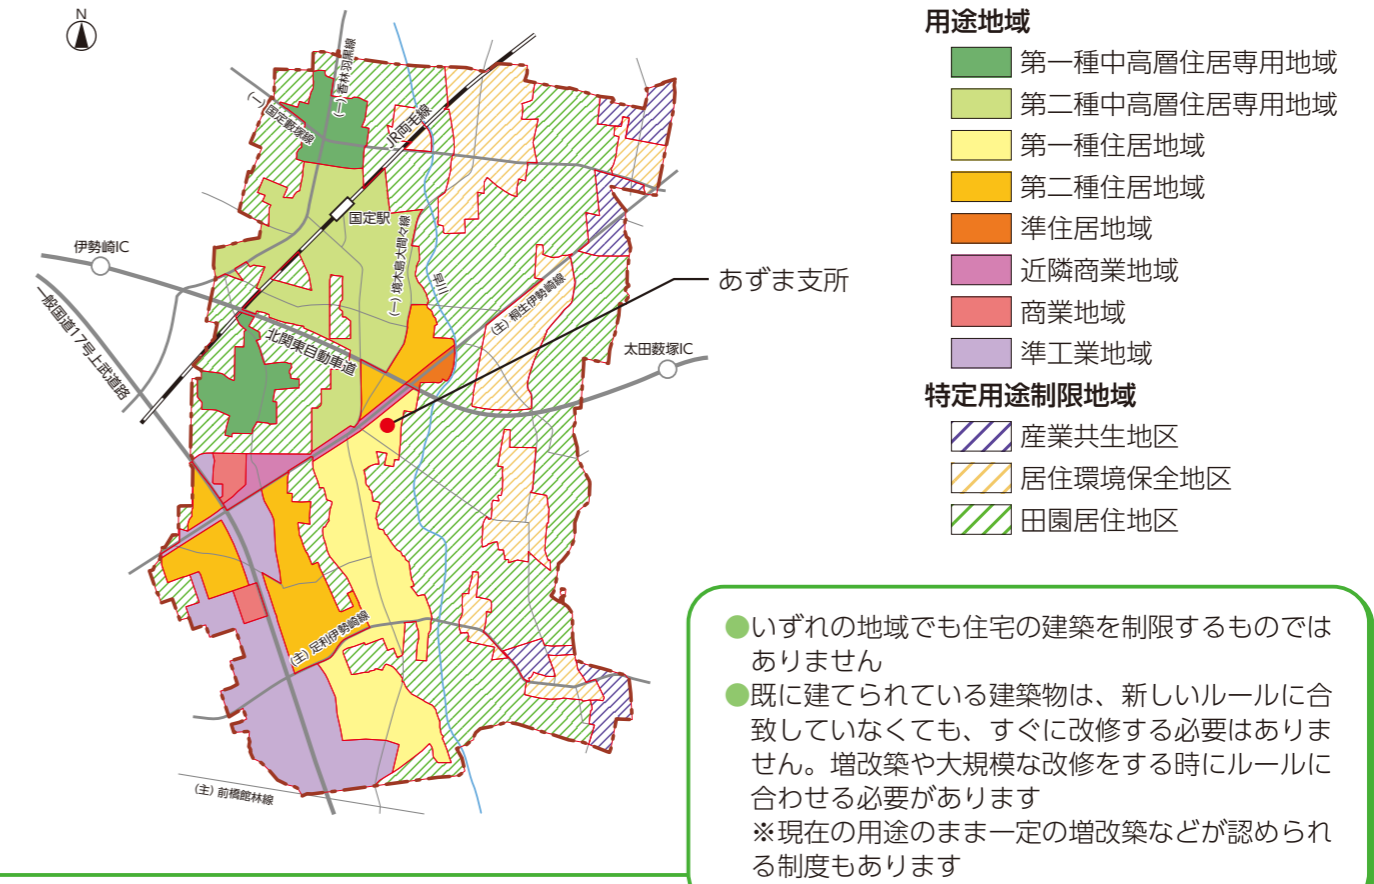 N
(一)香林羽黒線
(一)国定藪塚線
JR両毛線
国定駅
(一)境木島大間々線
早川
伊勢崎IC
一般国道17号上武道路
北関東自動車道
(主)桐生伊勢崎線
太田薮塚IC
あずま支所
(主)足利伊勢崎線
(主)前橋館林線
用途地域
第一種中高層住居専用地域
第二種中高層住居専用地域
第一種住居地域
第二種住居地域
準住居地域
近隣商業地域
商業地域
準工業地域
特定用途制限地域
産業共生地区
居住環境保全地区
田園居住地区
●いずれの地域でも住宅の建築を制限するものでは
ありません
●既に建てられている建築物は、新しいルールに合
致していなくても、すぐに改修する必要はありま
せん。増改築や大規模な改修をする時にルールに
合わせる必要があります
※現在の用途のまま一定の増改築などが認められ
る制度もあります